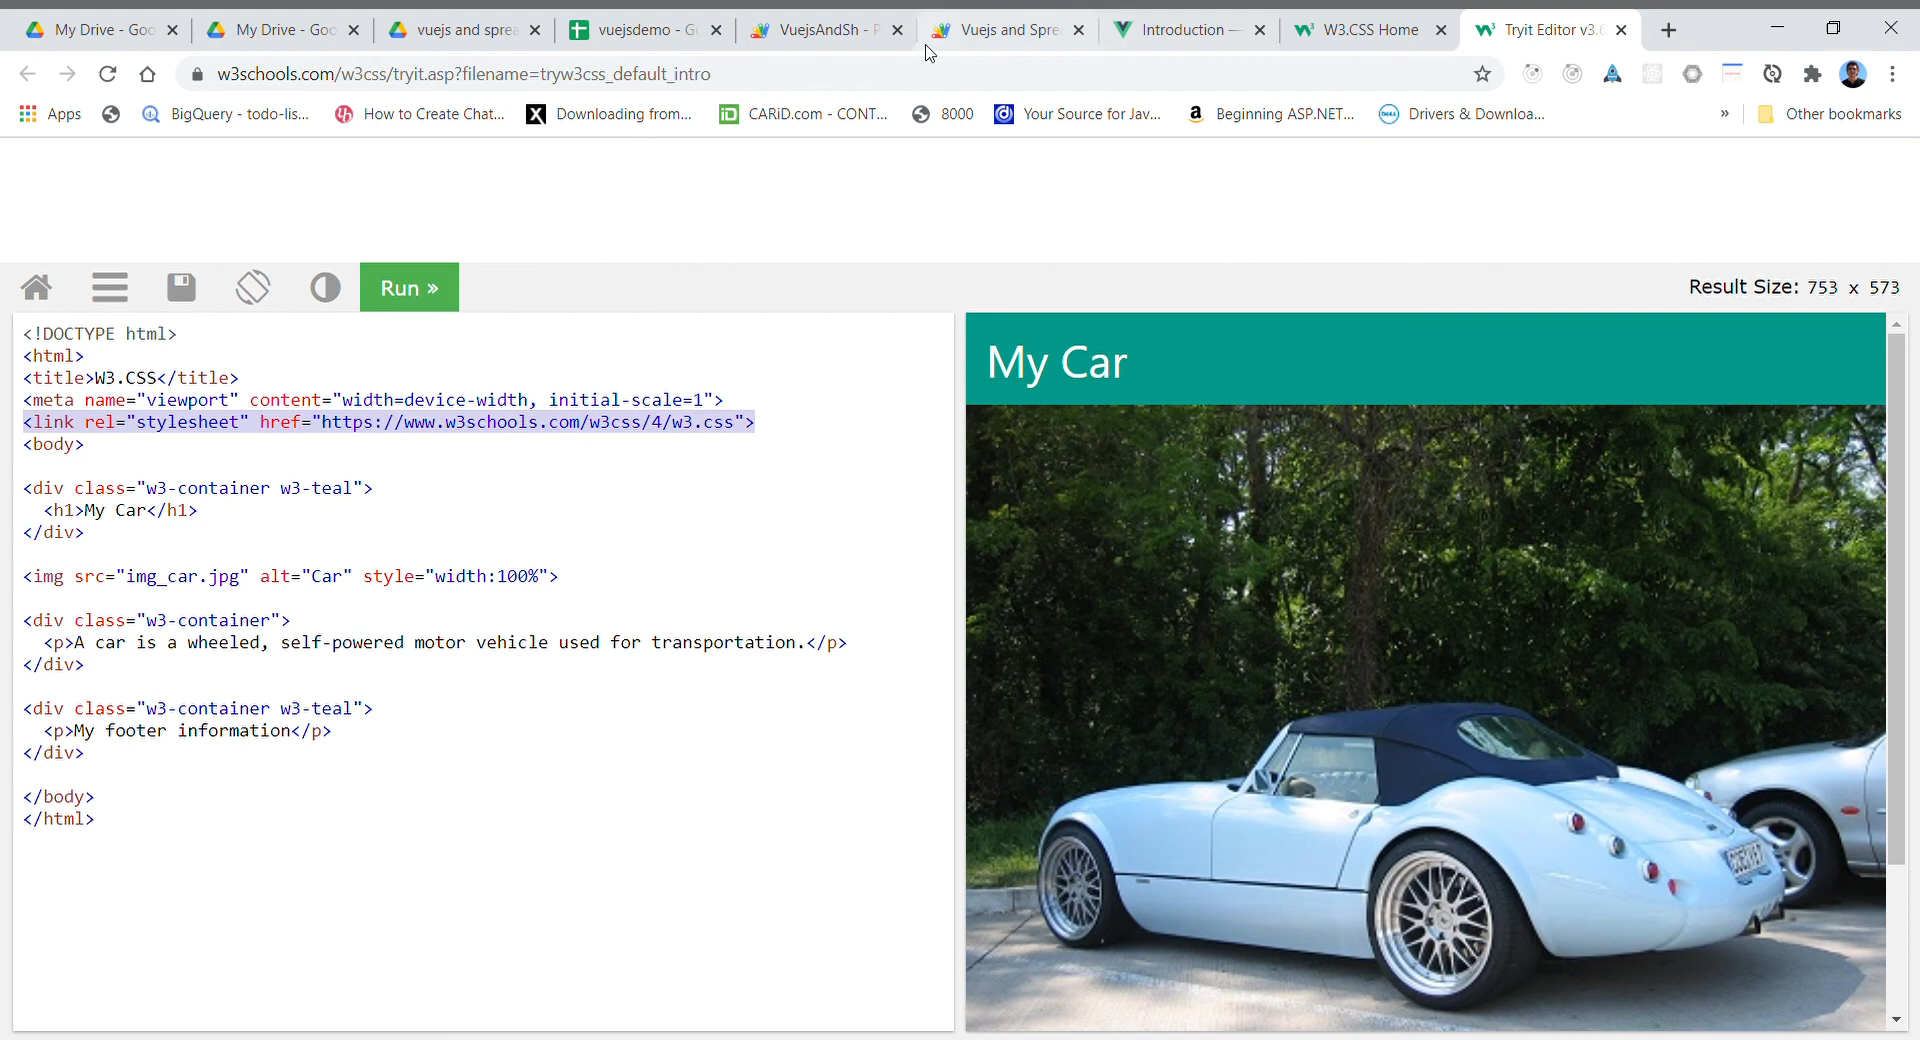 My Drive - Goo
My Drive - Goo
vuejs and sprea
vuejsdemo - Go
VuejsAndSh - P
Vuejs and Spre
Introduction —
W3.CSS Home
Tryit Editor v3.6
w3schools.com/w3css/tryit.asp?filename=tryw3css_default_intro
Apps
BigQuery - todo-lis...
How to Create Chat...
Downloading from...
CARiD.com - CONT...
8000
Your Source for Jav...
Beginning ASP.NET...
Drivers & Downloa...
»
Other bookmarks
Run »
Result Size: 753 x 573
<!DOCTYPE html>
<html>
<title>W3.CSS</title>
<meta name="viewport" content="width=device-width, initial-scale=1">
<link rel="stylesheet" href="https://www.w3schools.com/w3css/4/w3.css">
<body>
<div class="w3-container w3-teal">
<h1>My Car</h1>
</div>
<img src="img_car.jpg" alt="Car" style="width:100%">
<div class="w3-container">
<p>A car is a wheeled, self-powered motor vehicle used for transportation.</p>
</div>
<div class="w3-container w3-teal">
<p>My footer information</p>
</div>
</body>
</html>
My Car